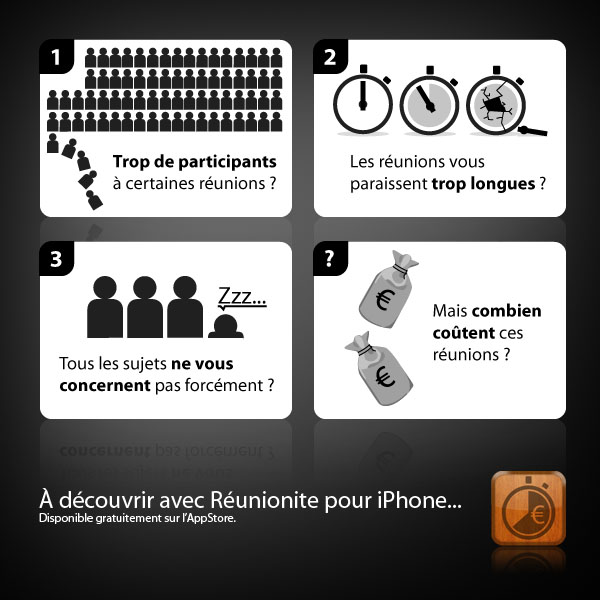 1
Trop de participants
à certaines réunions ?
2
Les réunions vous
paraissent trop longues ?
3
Zzz...
Tous les sujets ne vous
concernent pas forcément ?
?
€
€
Mais combien
coûtent ces
réunions ?
À découvrir avec Réunionite pour iPhone...
Disponible gratuitement sur l'AppStore.
€